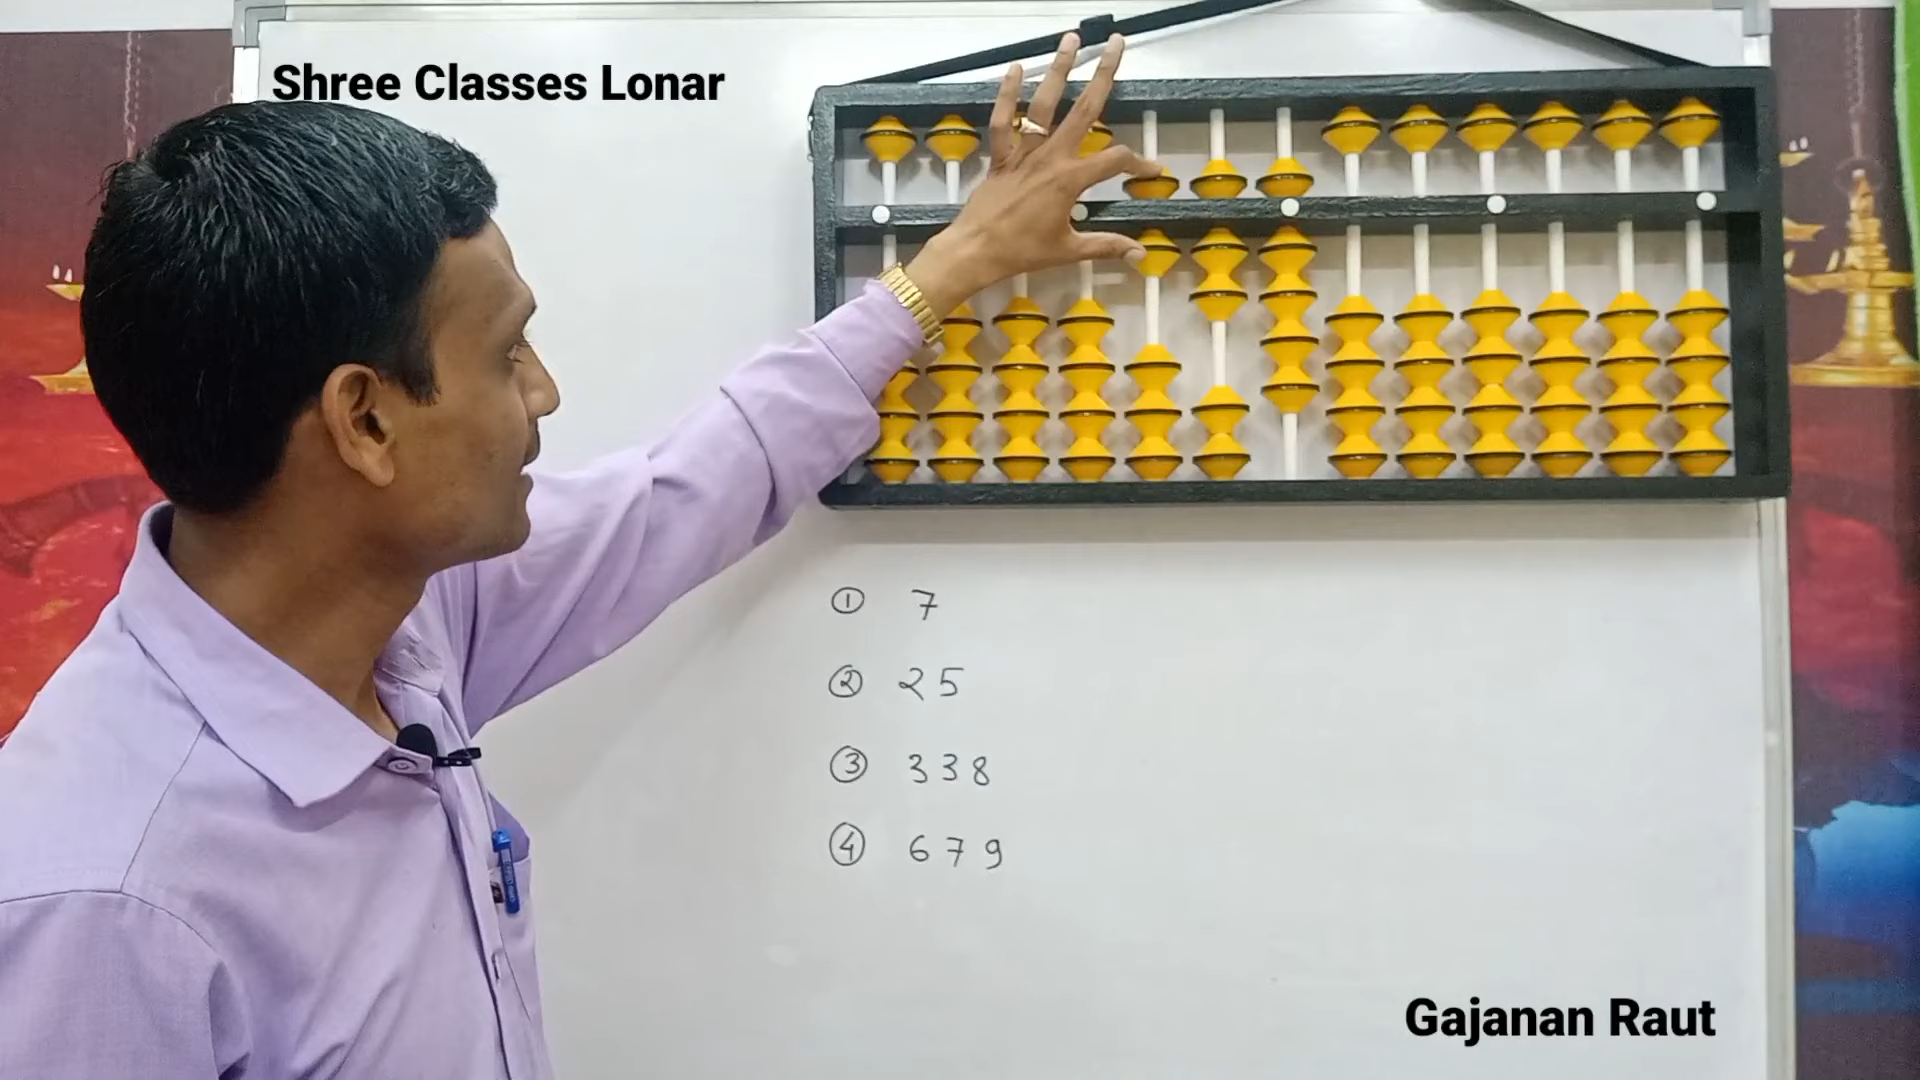 Shree Classes Lonar
① 7
② 25
③ 338
④ 679
Gajanan Raut